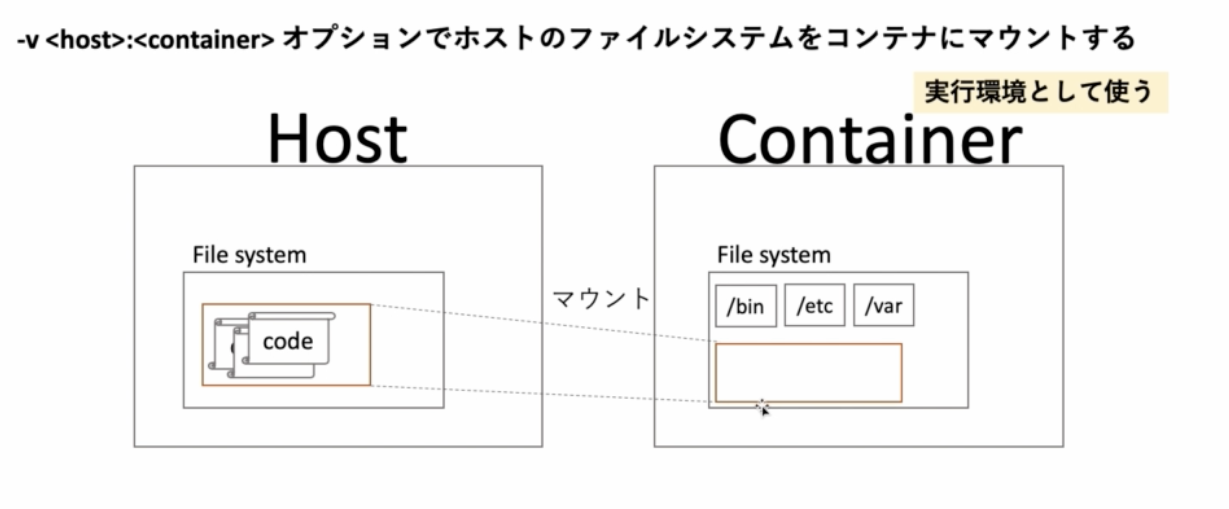 -v <host>:<container> オプションでホストのファイルシステムをコンテナにマウントする
実行環境として使う
Host
Container
File system
File system
マウント
/bin
/etc
/var
code